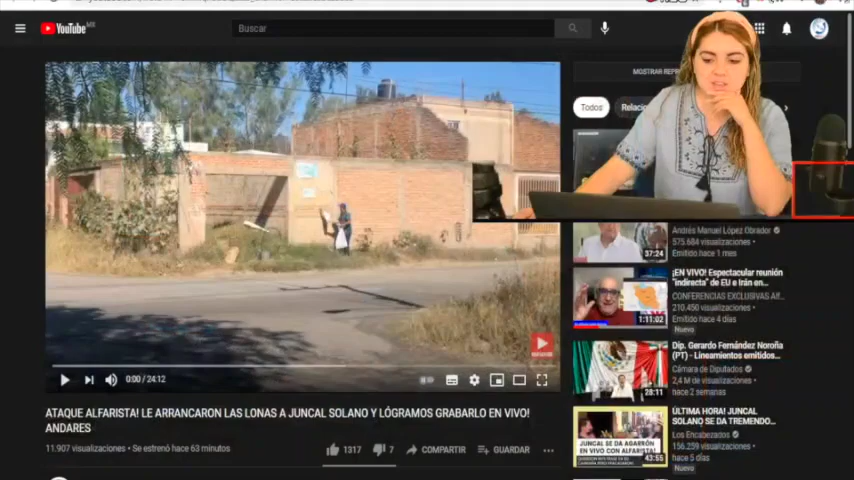 YouTube MX
Buscar
MOSTRAR REPR
Todos
Relacio
Andrés Manuel López Obrador
575.684 visualizaciones •
Emitido hace 1 mes
37:24
¡EN VIVO! Espectacular reunión
"indirecta" de EU e Irán en...
CONFERENCIAS EXCLUSIVAS Alf...
210.450 visualizaciones •
Emitido hace 4 días
Nuevo
1:11:02
Dip. Gerardo Fernández Noroña
(PT) - Lineamientos emitidos...
Cámara de Diputados
2,4 M de visualizaciones •
hace 2 semanas
28:11
ÚLTIMA HORA! JUNCAL
SOLANO SE DA TREMENDO...
Los Encabezados
156.259 visualizaciones •
hace 5 días
Nuevo
JUNCAL SE DA AGARRÓN
EN VIVO CON ALFARISTA!
43:55
0:00 / 24:12
ATAQUE ALFARISTA! LE ARRANCARON LAS LONAS A JUNCAL SOLANO Y LÓGRAMOS GRABARLO EN VIVO!
ANDARES
11.907 visualizaciones • Se estrenó hace 63 minutos
1317
7
COMPARTIR
GUARDAR